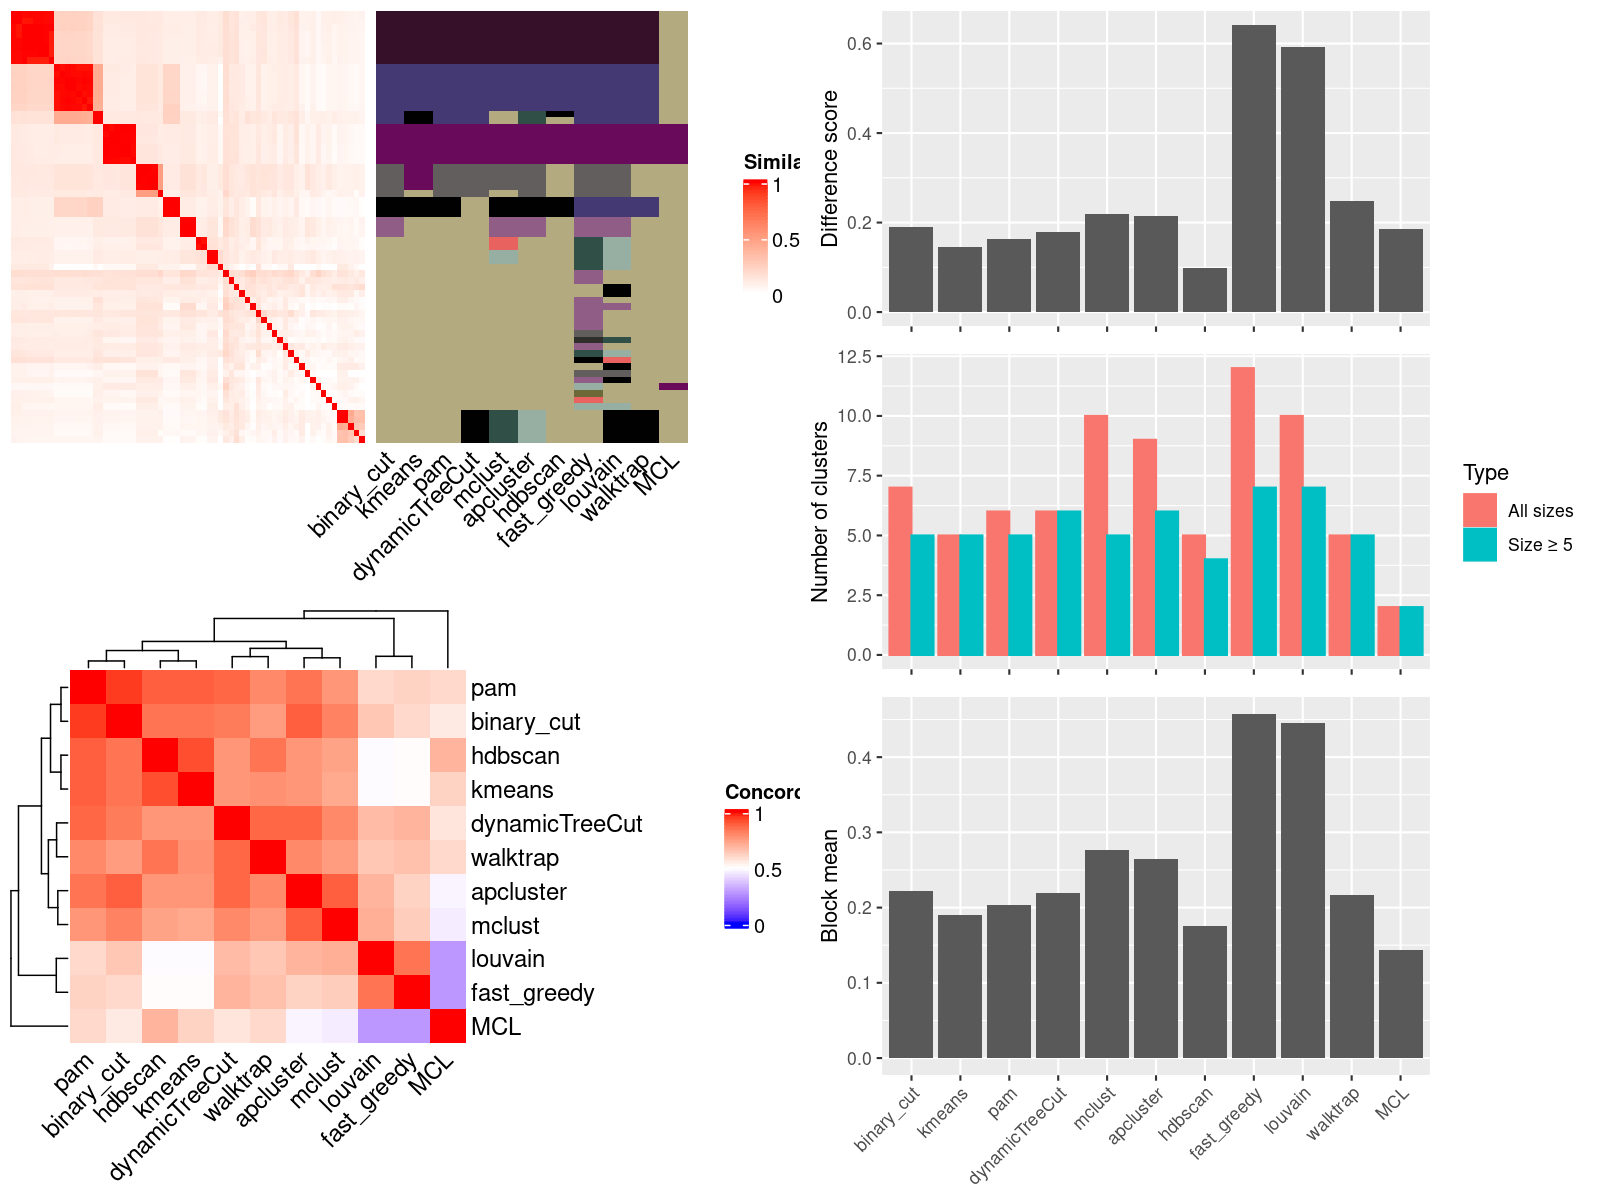 Simila
1
0.5
0
binary_cut
kmeans
pam
dynamicTreeCut
mclust
apcluster
hdbscan
fast_greedy
louvain
walktrap
MCL
pam
binary_cut
hdbscan
kmeans
dynamicTreeCut
walktrap
apcluster
mclust
louvain
fast_greedy
MCL
pam
binary_cut
hdbscan
kmeans
dynamicTreeCut
walktrap
apcluster
mclust
louvain
fast_greedy
MCL
Concord
1
0.5
0
Difference score
0.6
0.4
0.2
0.0
Number of clusters
12.5
10.0
7.5
5.0
2.5
0.0
Type
All sizes
Size ≥ 5
Block mean
0.4
0.3
0.2
0.1
0.0
binary_cut
kmeans
pam
dynamicTreeCut
mclust
apcluster
hdbscan
fast_greedy
louvain
walktrap
MCL